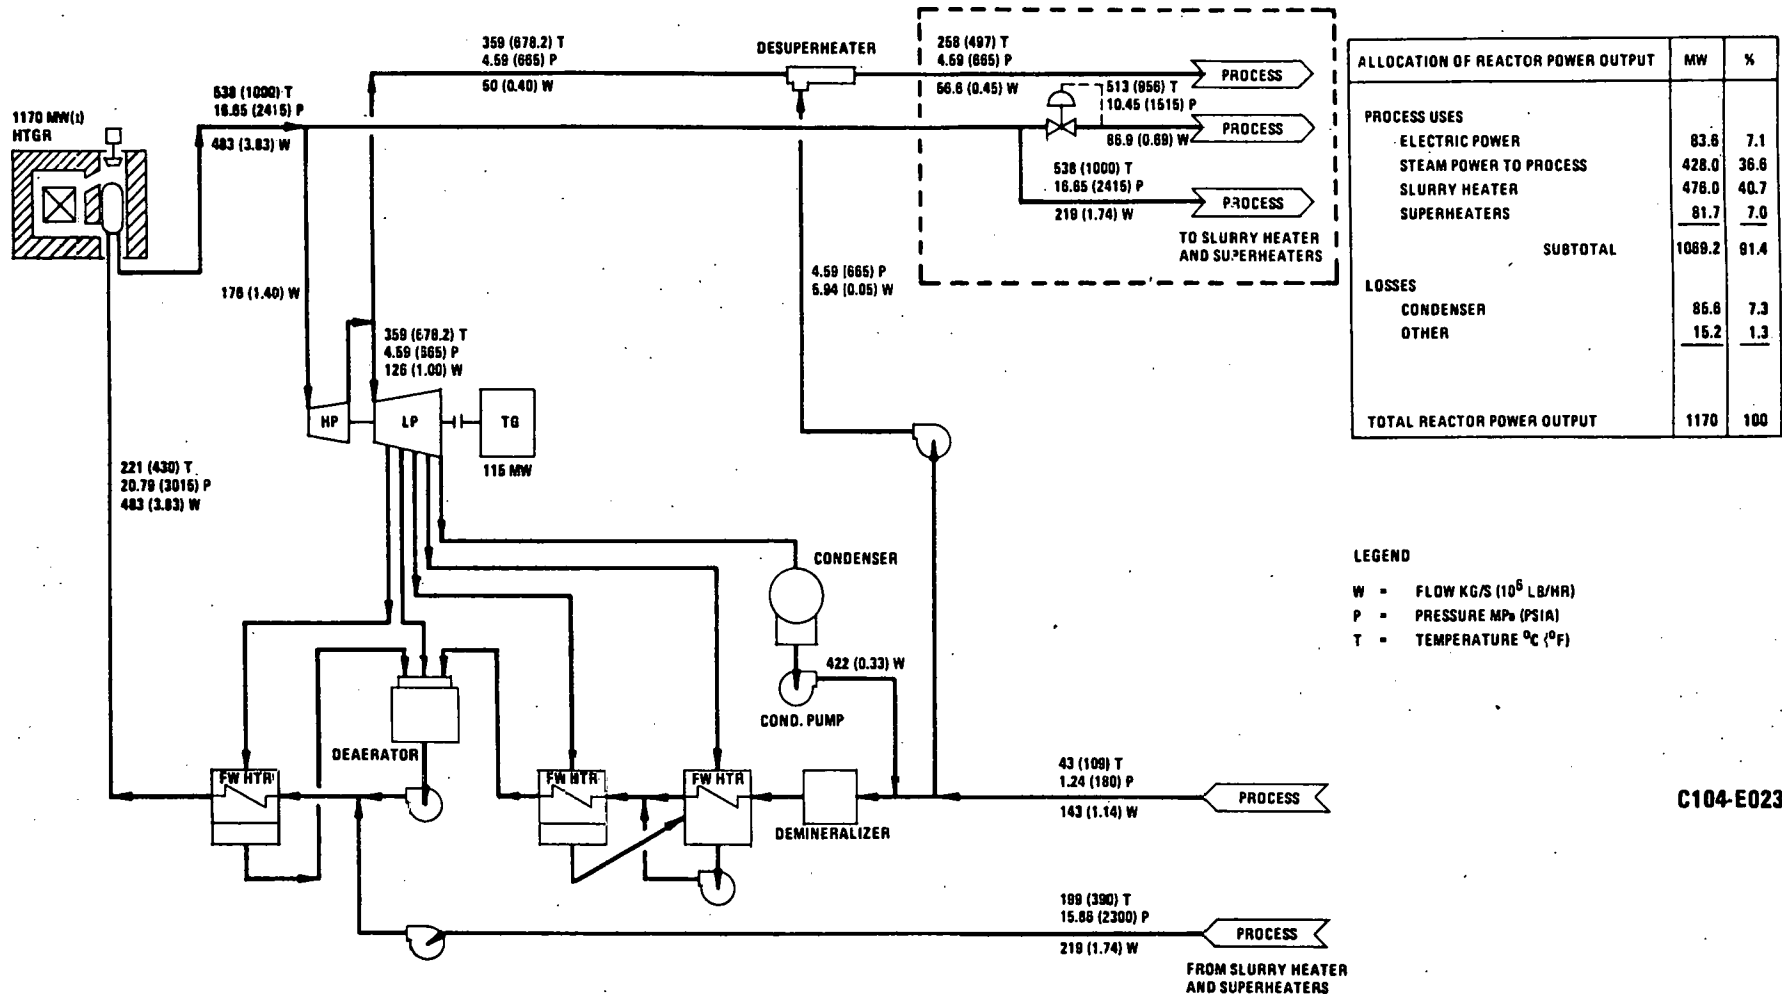 1170 MW(t)
HTGR
538 (1000) T
16.65 (2415) P
483 (3.83) W
359 (678.2) T
4.59 (665) P
50 (0.40) W
DESUPERHEATER
258 (497) T
4.59 (665) P
56.6 (0.45) W
PROCESS
513 (956) T
10.45 (1515) P
86.9 (0.69) W
PROCESS
538 (1000) T
16.65 (2415) P
219 (1.74) W
PROCESS
TO SLURRY HEATER
AND SUPERHEATERS
176 (1.40) W
4.59 (665) P
5.94 (0.05) W
359 (678.2) T
4.59 (665) P
126 (1.00) W
HP
LP
TG
115 MW
221 (430) T
20.79 (3015) P
483 (3.83) W
CONDENSER
422 (0.33) W
COND. PUMP
DEAERATOR
FW HTR
FW HTR
FW HTR
DEMINERALIZER
43 (109) T
1.24 (180) P
143 (1.14) W
PROCESS
199 (390) T
15.86 (2300) P
219 (1.74) W
PROCESS
FROM SLURRY HEATER
AND SUPERHEATERS
ALLOCATION OF REACTOR POWER OUTPUT MW %
PROCESS USES
ELECTRIC POWER 83.6 7.1
STEAM POWER TO PROCESS 428.0 36.6
SLURRY HEATER 476.0 40.7
SUPERHEATERS 81.7 7.0
SUBTOTAL 1069.2 91.4
LOSSES
CONDENSER 85.6 7.3
OTHER 15.2 1.3
TOTAL REACTOR POWER OUTPUT 1170 100
LEGEND
W = FLOW KG/S (10⁶ LB/HR)
P = PRESSURE MPa (PSIA)
T = TEMPERATURE ºC (ºF)
C104-E023